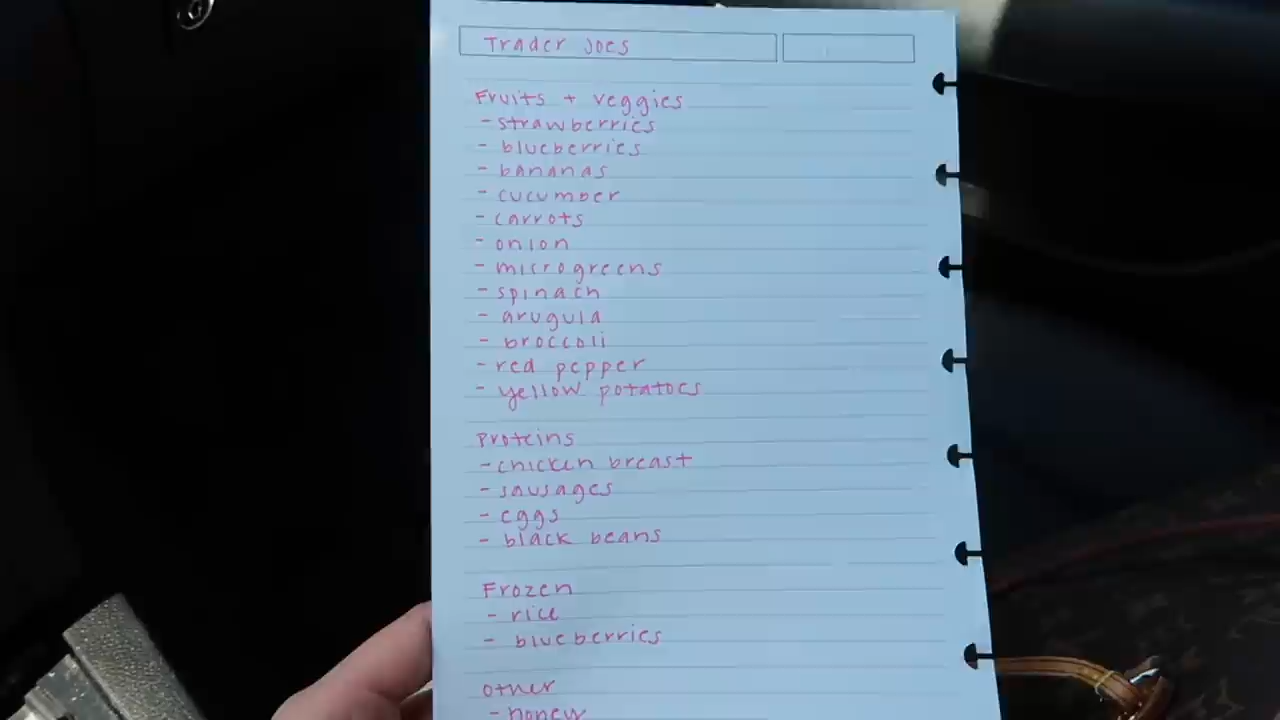 Trader Joes
Fruits + veggies
- strawberries
- blueberries
- bananas
- cucumber
- carrots
- onion
- microgreens
- spinach
- arugula
- broccoli
- red pepper
- yellow potatoes
Proteins
- chicken breast
- sausages
- eggs
- black beans
Frozen
- rice
- blueberries
other
- honey